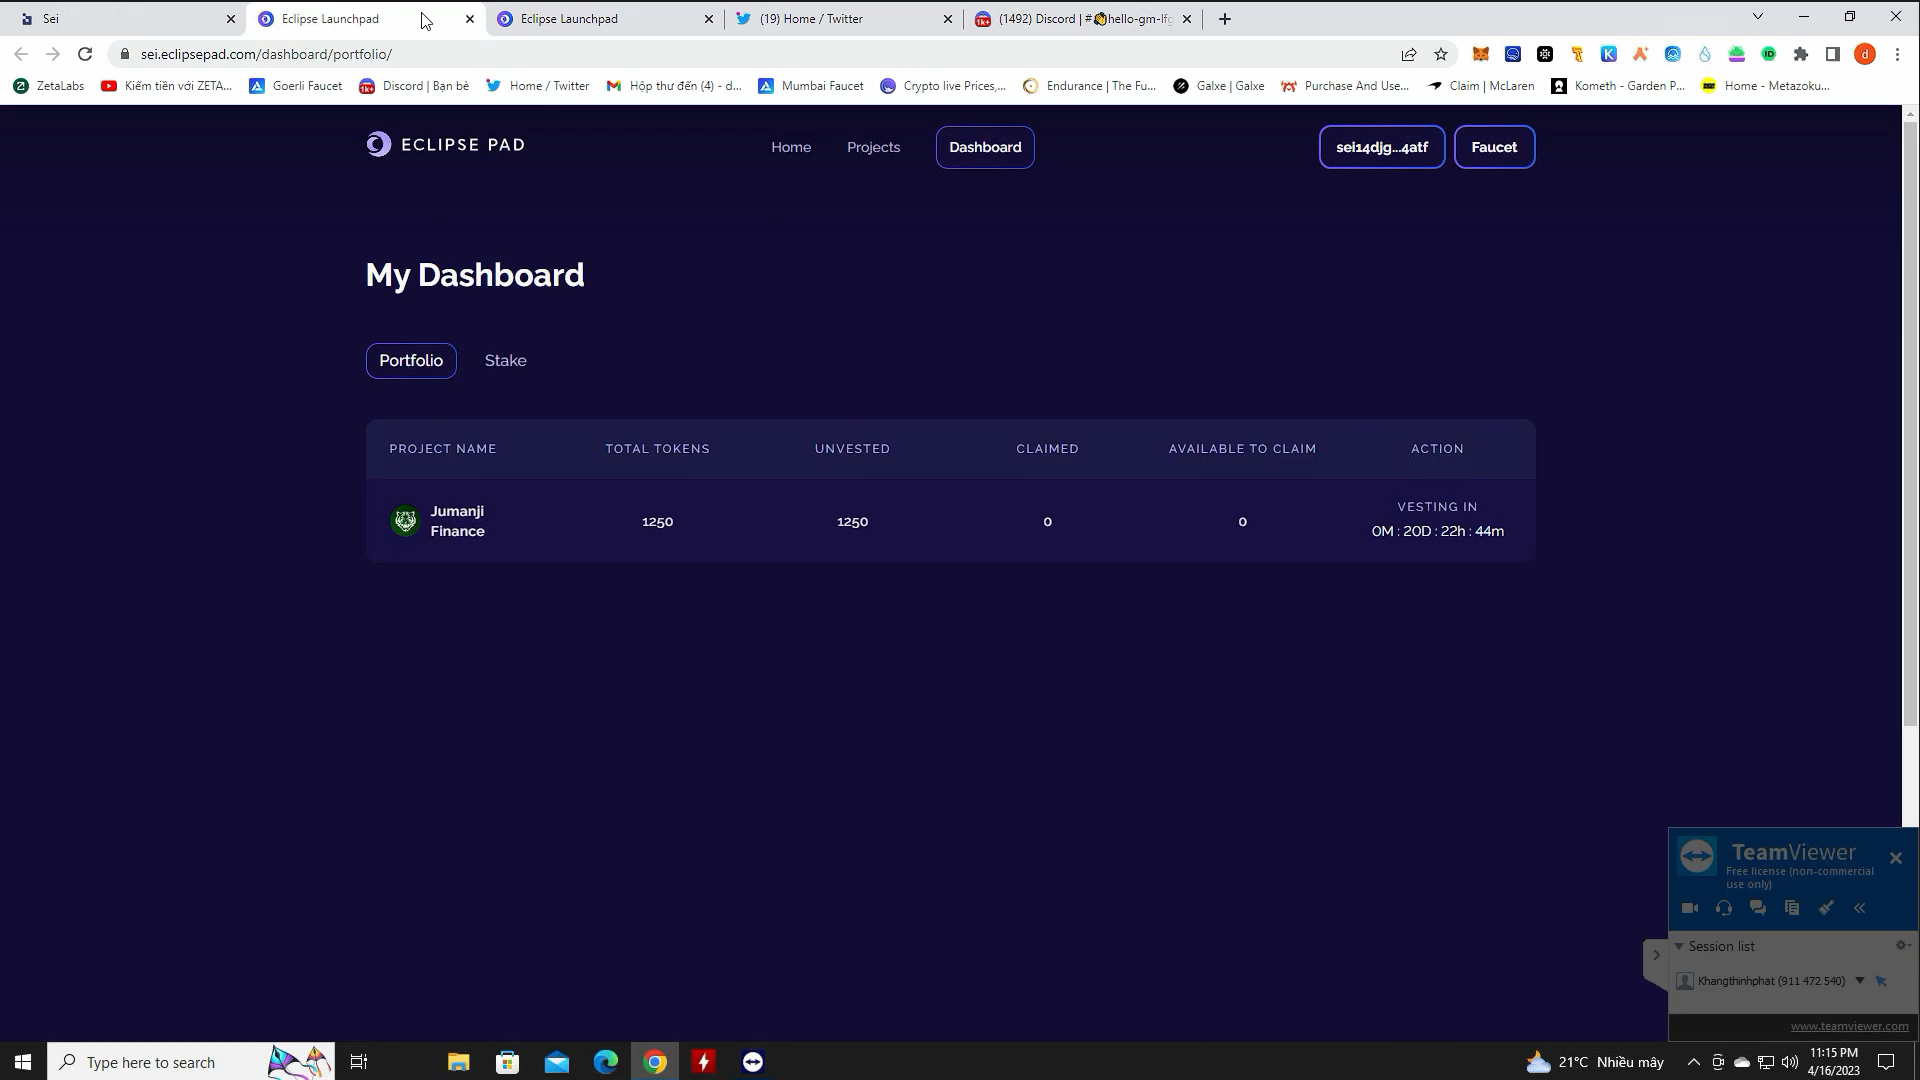 Sei
Eclipse Launchpad
Eclipse Launchpad
(19) Home / Twitter
(1492) Discord | #👋hello-gm-lfg
sei.eclipsepad.com/dashboard/portfolio/
ZetaLabs
Kiếm tiền với ZETA...
Goerli Faucet
Discord | Bạn bè
Home / Twitter
Hộp thư đến (4) - d...
Mumbai Faucet
Crypto live Prices,...
Endurance | The Fu...
Galxe | Galxe
Purchase And Use...
Claim | McLaren
Kometh - Garden P...
Home - Metazoku...
ECLIPSE PAD
Home
Projects
Dashboard
sei14djg...4atf
Faucet
My Dashboard
Portfolio
Stake
PROJECT NAME
TOTAL TOKENS
UNVESTED
CLAIMED
AVAILABLE TO CLAIM
ACTION
Jumanji
Finance
1250
1250
0
0
VESTING IN
0M : 20D : 22h : 44m
TeamViewer
Free license (non-commercial
use only)
Session list
Khangthinhphat (911 472 540)
www.teamviewer.com
Type here to search
21°C Nhiều mây
11:15 PM
4/16/2023